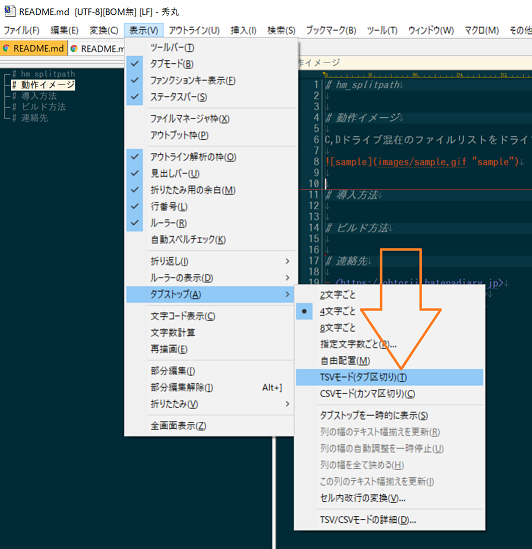 README.md [UTF-8][BOM無] [LF] - 秀丸
ファイル(F) 編集(E) 変換(C) 表示(V) アウトライン(U) 挿入(I) 検索(S) ブックマーク(B) ツール(T) ウィンドウ(W) マクロ(M) その他
README.md README.m
# hm_splitpath
# 動作イメージ
# 導入方法
# ビルド方法
# 連絡先
ツールバー(T)
タブモード(B)
ファンクションキー表示(F)
ステータスバー(S)
ファイルマネージャ枠(X)
アウトプット枠(P)
アウトライン解析の枠(O)
見出しバー(U)
折りたたみ用の余白(M)
行番号(L)
ルーラー(R)
自動スペルチェック(K)
折り返し(I)
ルーラーの表示(D)
タブストップ(A)
文字コード表示(C)
文字数計算
再描画(E)
部分編集(I)
部分編集解除(I) Alt+]
折りたたみ(V)
全画面表示(Z)
作イメージ
1 # hm_splitpath↓
2 ↓
3 ↓
4 # 動作イメージ↓
5 ↓
6 C,Dドライブ混在のファイルリストをドライ
7 ↓
8 ![sample](images/sample.gif "sample")
9 ↓
10
11 # 導入方法↓
12 ↓
13 ↓
14 # ビルド方法↓
15 ↓
16 ↓
17 # 連絡先↓
18 ↓
2文字ごと
4文字ごと
8文字ごと
指定文字数ごと(B)...
自由配置(M)
TSVモード(タブ区切り)(T)
CSVモード(カンマ区切り)(C)
タブストップを一時的に表示(S)
列の幅のテキスト幅揃えを更新(R)
列の幅の自動調整を一時停止(U)
列の幅を全て狭める(H)
この列のテキスト幅揃えを更新(J)
セル内改行の変換(V)...
TSV/CSVモードの詳細(D)...